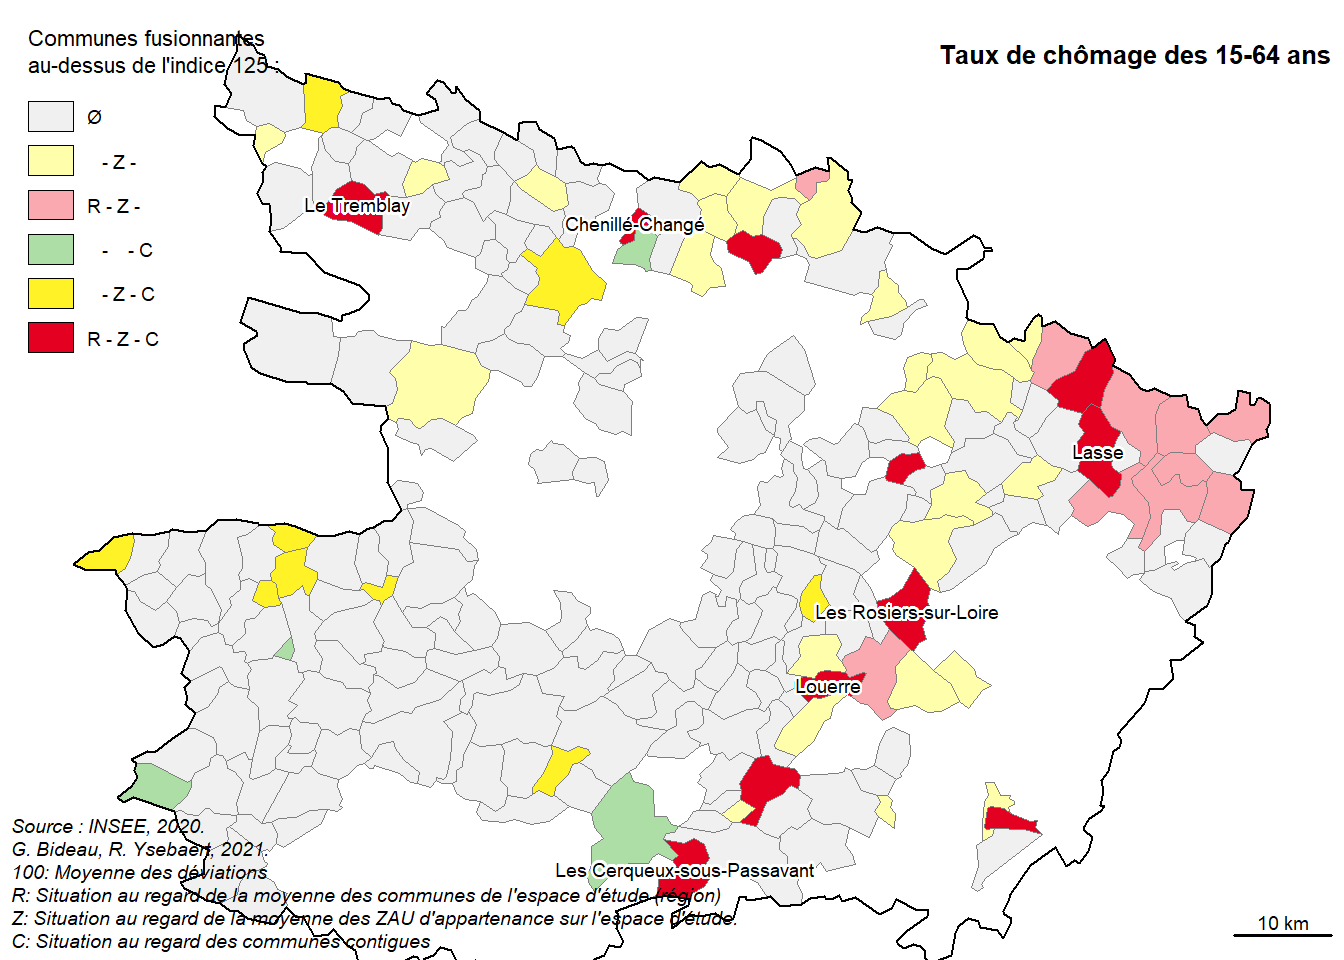 Communes fusionnantes
au-dessus de l'indice 125 :
Taux de chômage des 15-64 ans
Ø
- Z -
R - Z -
- - C
- Z - C
R - Z - C
Le Tremblay
Chenillé-Changé
Lasse
Les Rosiers-sur-Loire
Louerre
Les Cerqueux-sous-Passavant
Source : INSEE, 2020.
G. Bideau, R. Ysebaert, 2021.
100: Moyenne des déviations
R: Situation au regard de la moyenne des communes de l'espace d'étude (région)
Z: Situation au regard de la moyenne des ZAU d'appartenance sur l'espace d'étude.
C: Situation au regard des communes contigues
10 km